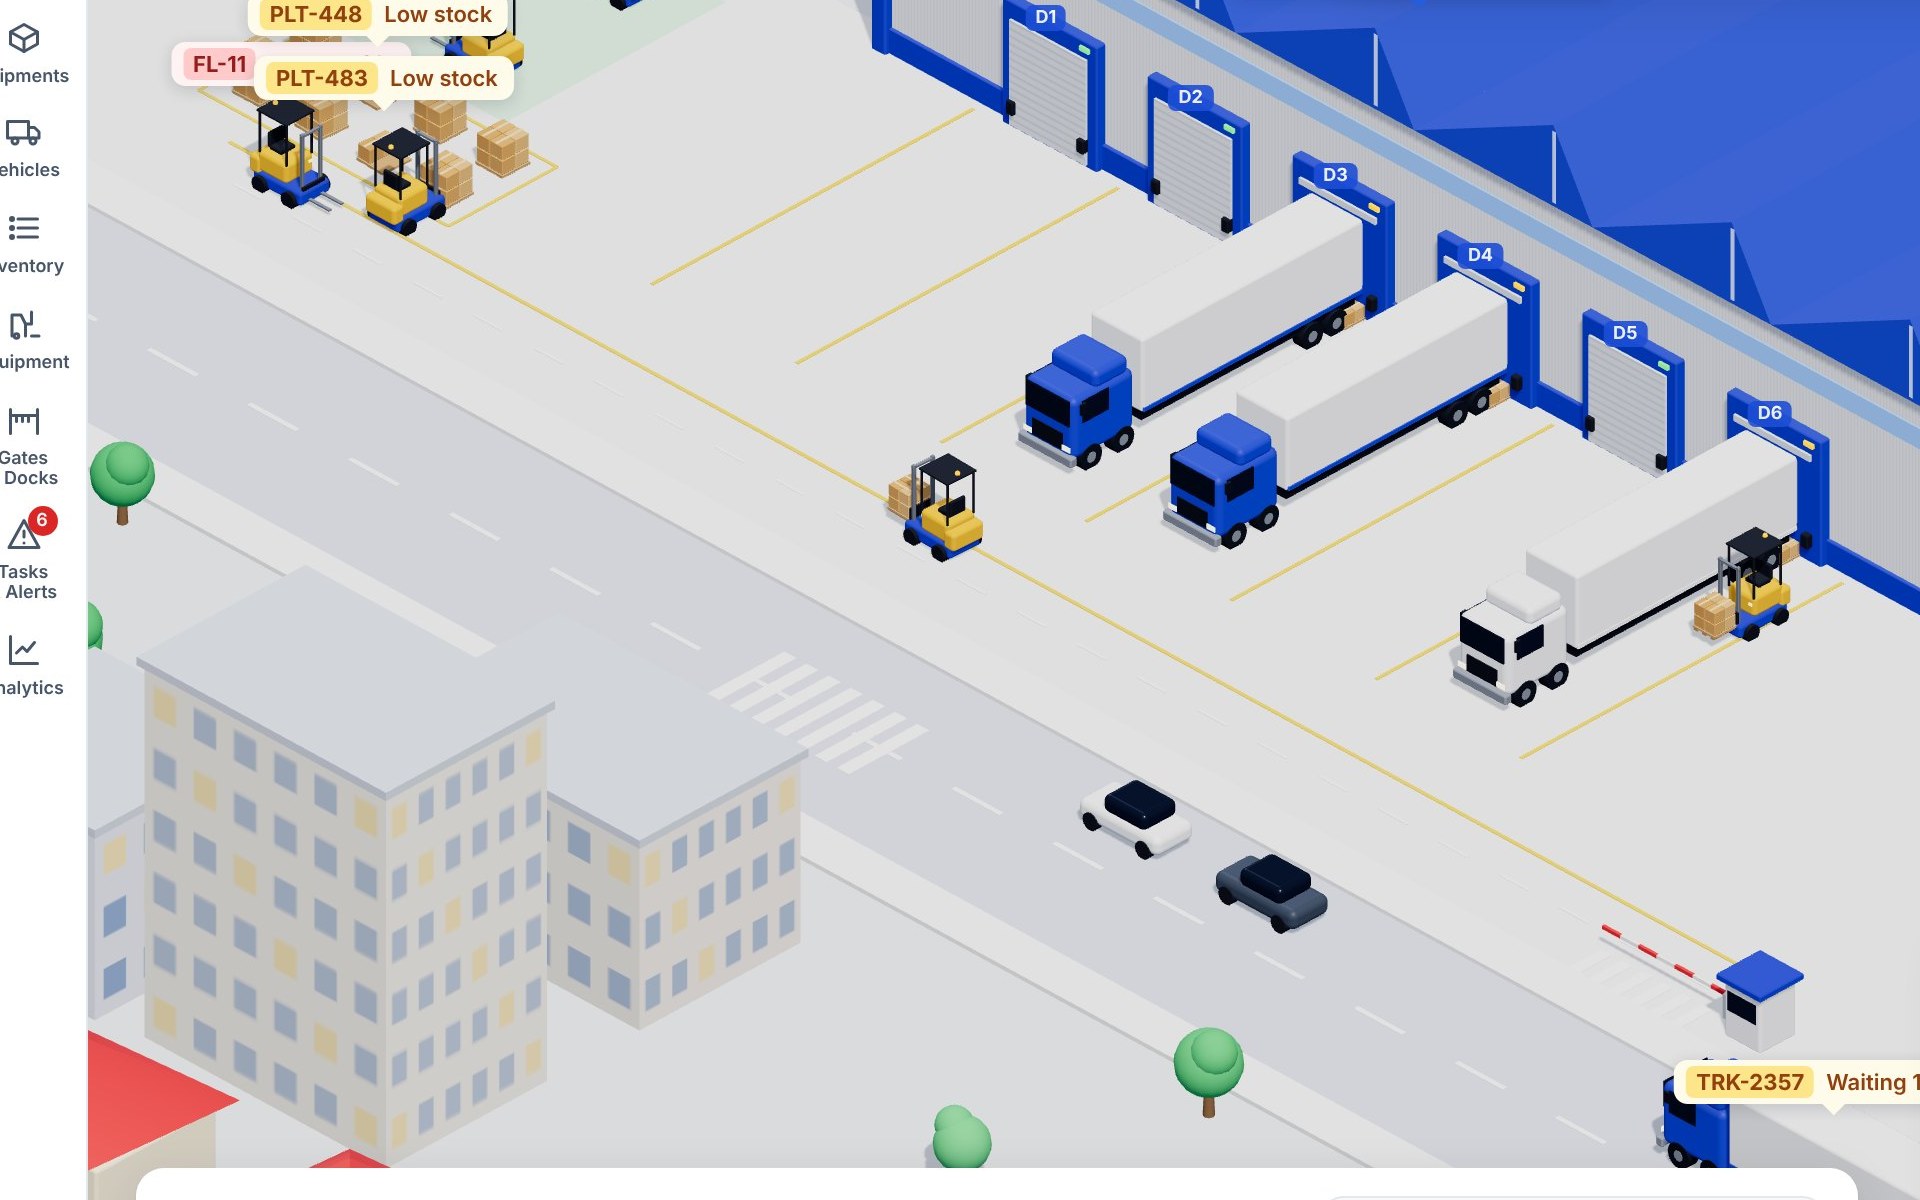 ipments
ehicles
ventory
uipment
Gates
Docks
6
Tasks
Alerts
nalytics
PLT-448 Low stock
FL-11
PLT-483 Low stock
D1
D2
D3
D4
D5
D6
TRK-2357 Waiting 1